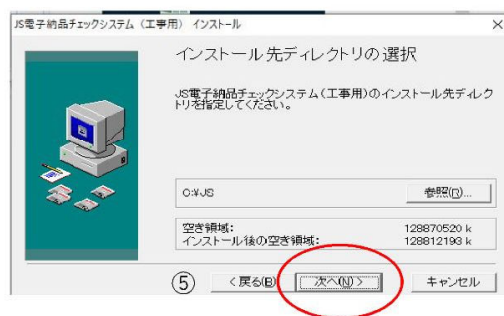 JS電子納品チェックシステム（工事用） インストール
インストール先ディレクトリの選択
JS電子納品チェックシステム(工事用)のインストール先ディレク
トリを指定してください。
C:¥JS
参照(R)...
空き領域: 128870520 k
インストール後の空き領域: 128812193 k
⑤ <戻る(B) 次へ(N)> キャンセル